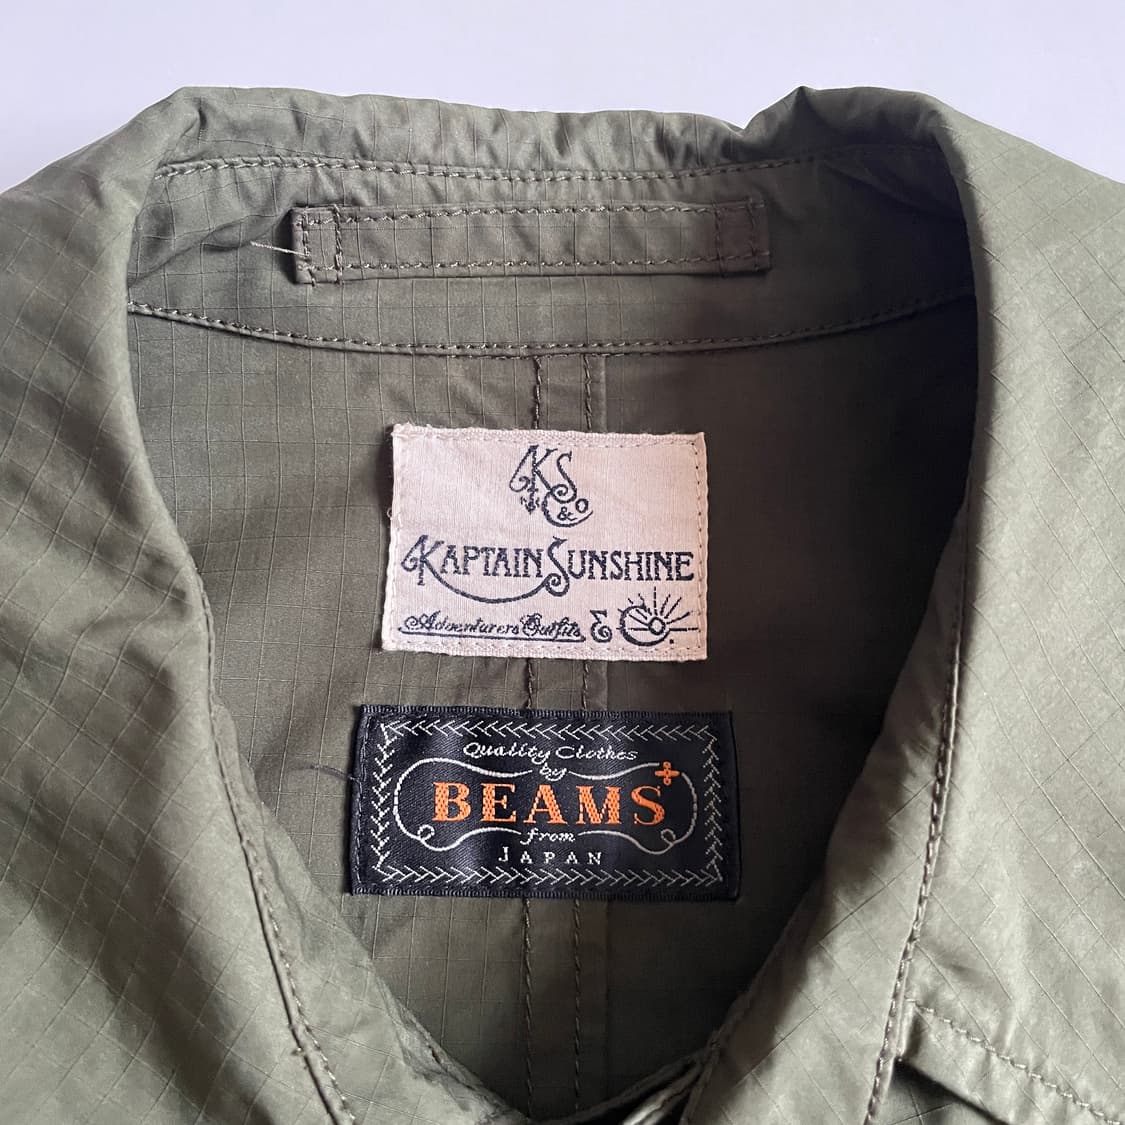 KS
&Co
KAPTAIN SUNSHINE
Adventurers Outfits &Co.
Quality Clothes
by
BEAMS+
from
JAPAN